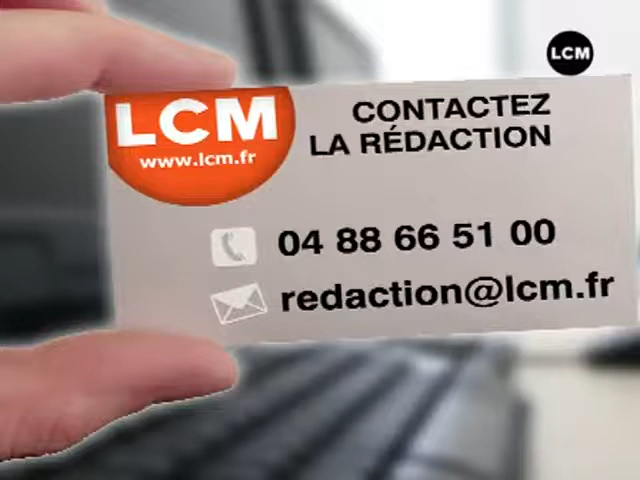 LCM
LCM
www.lcm.fr
CONTACTEZ
LA RÉDACTION
04 88 66 51 00
redaction@lcm.fr